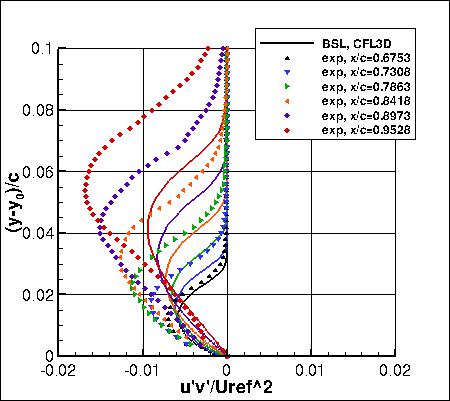 BSL, CFL3D
exp, x/c=0.6753
exp, x/c=0.7308
exp, x/c=0.7863
exp, x/c=0.8418
exp, x/c=0.8973
exp, x/c=0.9528
0.1
0.08
0.06
0.04
0.02
0
(y-y0)/c
-0.02
-0.01
0
0.01
0.02
u'v'/Uref^2